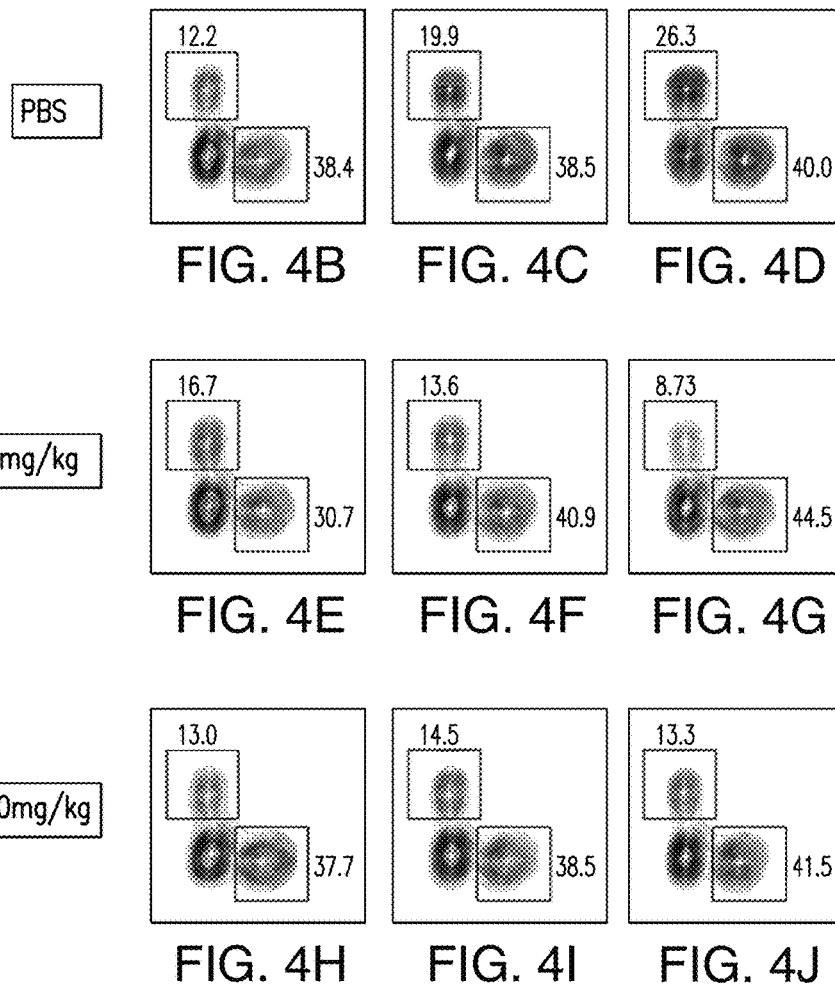 12.2 19.9 26.3
PBS
38.4 38.5 40.0
FIG. 4B FIG. 4C FIG. 4D
16.7 13.6 8.73
mg/kg
30.7 40.9 44.5
FIG. 4E FIG. 4F FIG. 4G
13.0 14.5 13.3
0mg/kg
37.7 38.5 41.5
FIG. 4H FIG. 4I FIG. 4J